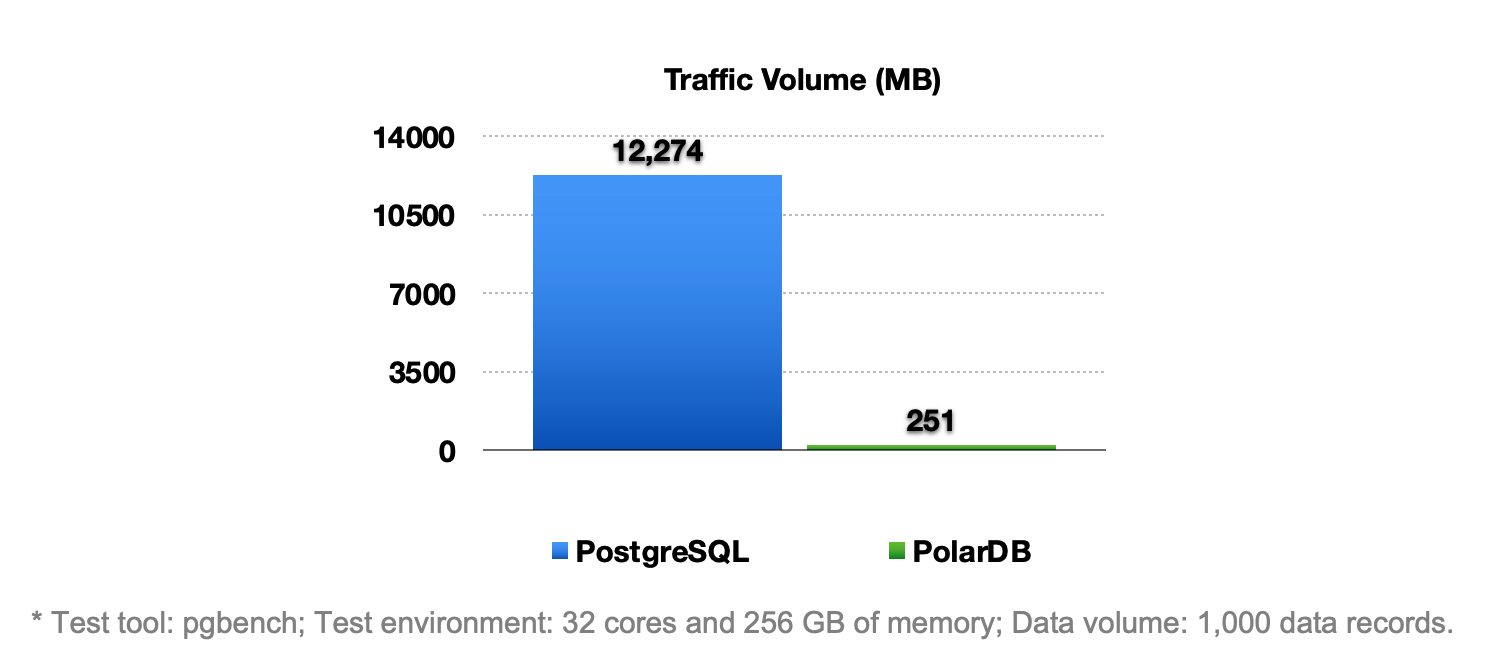 Traffic Volume (MB)
14000
12,274
10500
7000
3500
251
0
PostgreSQL PolarDB
* Test tool: pgbench; Test environment: 32 cores and 256 GB of memory; Data volume: 1,000 data records.